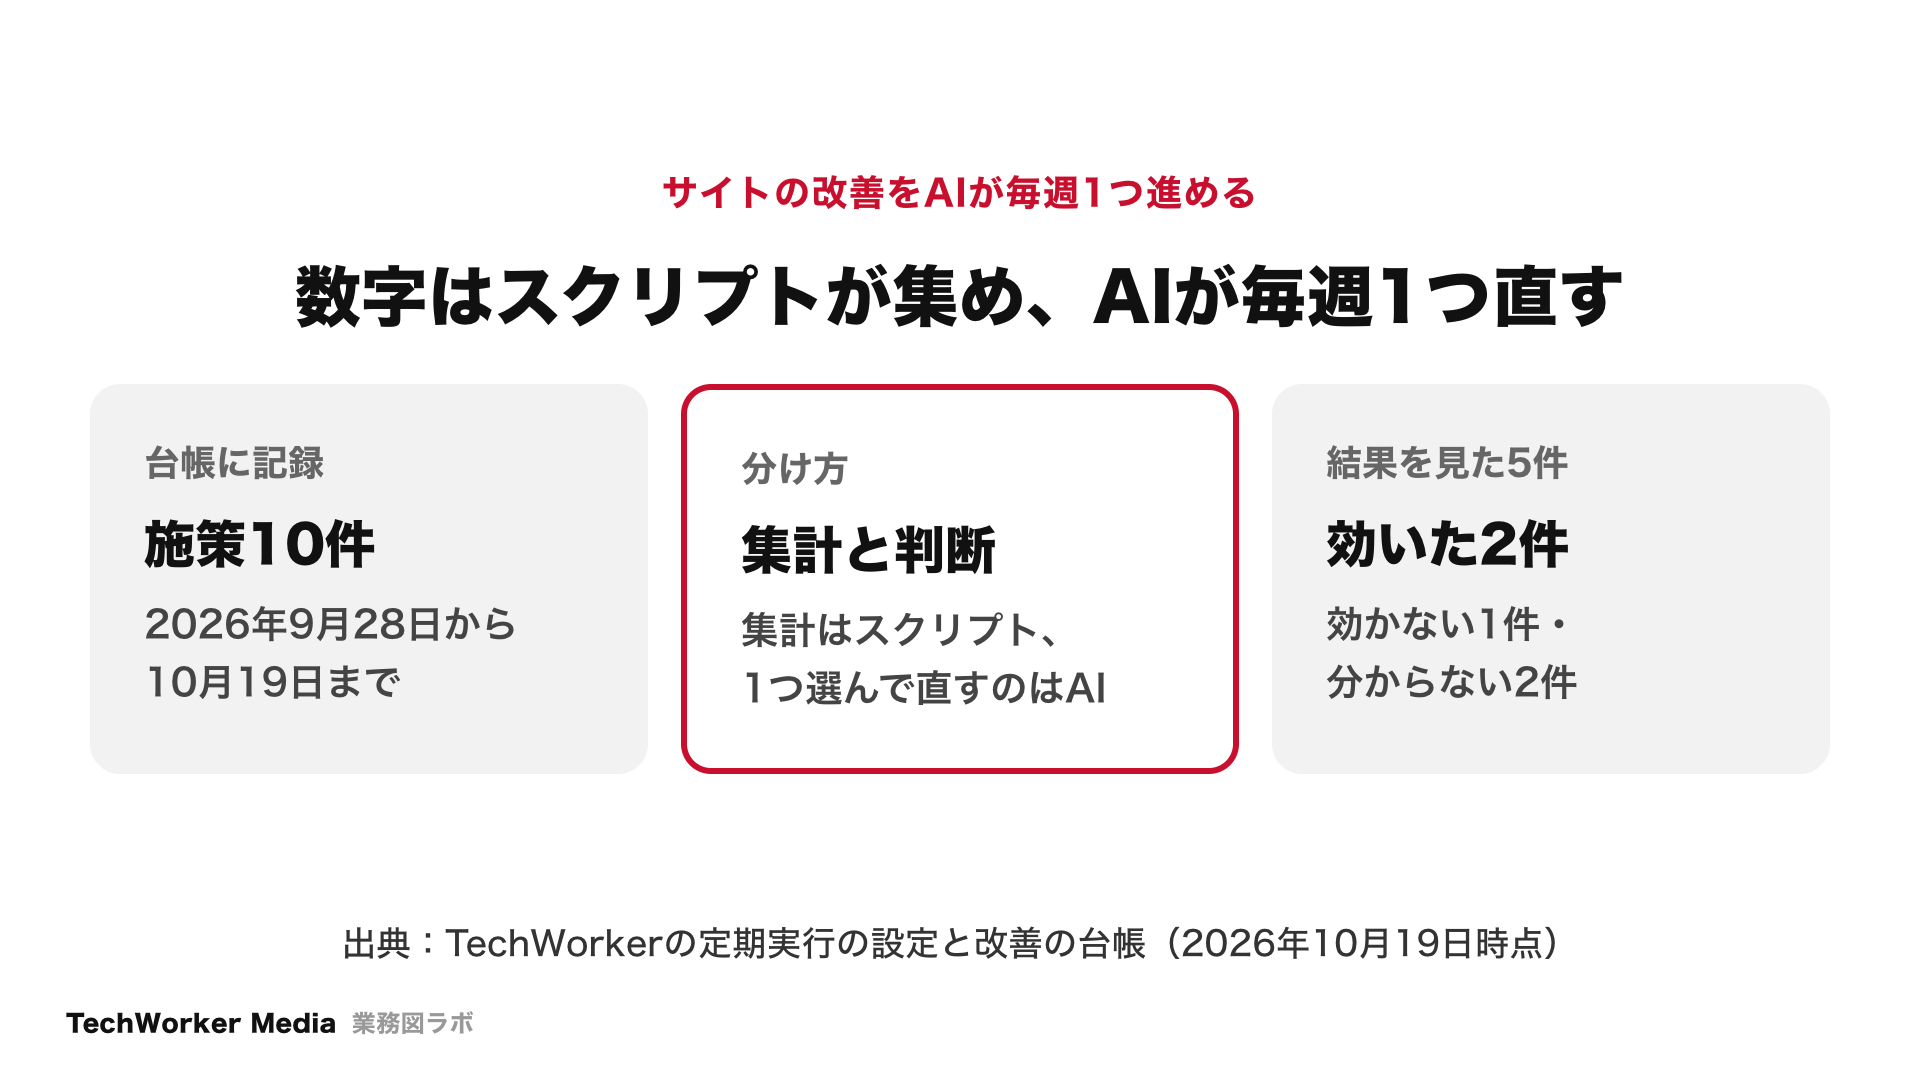 サイトの改善をAIが毎週1つ進める
数字はスクリプトが集め、AIが毎週1つ直す
台帳に記録
施策10件
2026年9月28日から
10月19日まで
分け方
集計と判断
集計はスクリプト、
1つ選んで直すのはAI
結果を見た5件
効いた2件
効かない1件・
分からない2件
出典：TechWorkerの定期実行の設定と改善の台帳（2026年10月19日時点）
TechWorker Media 業務図ラボ